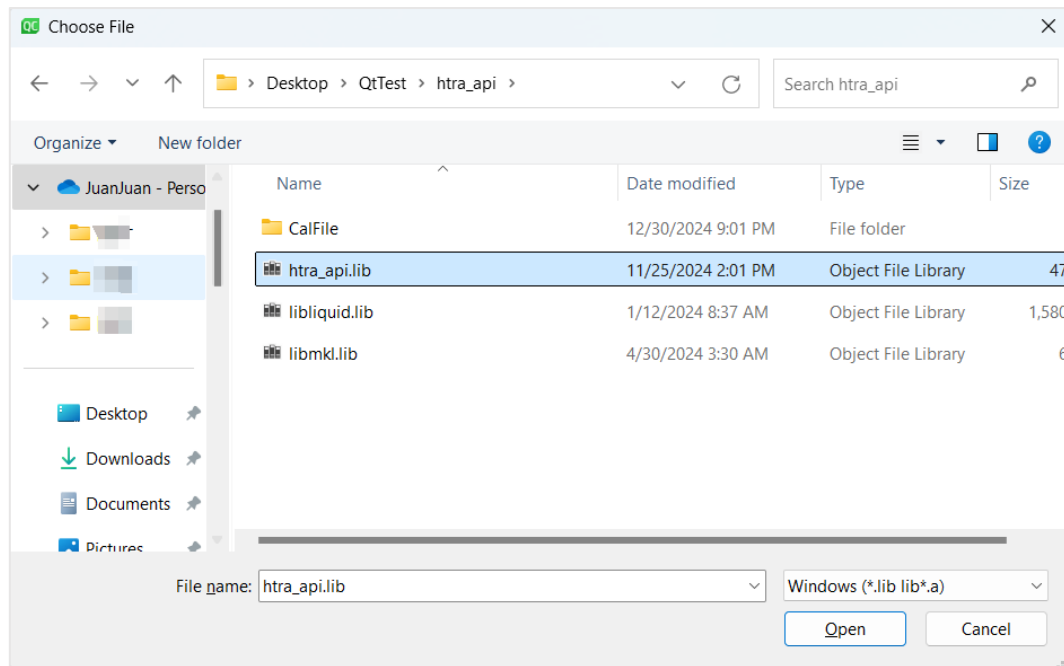 QC Choose File
Desktop > QtTest > htra_api >
Search htra_api
Organize
New folder
?
JuanJuan - Perso
Name
Date modified
Type
Size
CalFile 12/30/2024 9:01 PM File folder
htra_api.lib 11/25/2024 2:01 PM Object File Library 47
libliquid.lib 1/12/2024 8:37 AM Object File Library 1,580
libmkl.lib 4/30/2024 3:30 AM Object File Library 6
Desktop
Downloads
Documents
Pictures
File name: htra_api.lib
Windows (*.lib lib*.a)
Open
Cancel